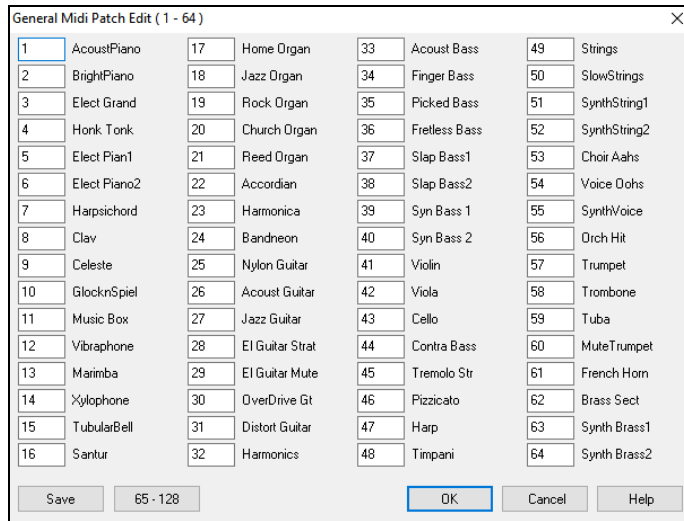 General Midi Patch Edit ( 1 - 64 )
1 AcoustPiano 17 Home Organ 33 Acoust Bass 49 Strings
2 BrightPiano 18 Jazz Organ 34 Finger Bass 50 SlowStrings
3 Elect Grand 19 Rock Organ 35 Picked Bass 51 SynthString1
4 Honk Tonk 20 Church Organ 36 Fretless Bass 52 SynthString2
5 Elect Pian1 21 Reed Organ 37 Slap Bass1 53 Choir Aahs
6 Elect Piano2 22 Accordian 38 Slap Bass2 54 Voice Oohs
7 Harpsichord 23 Harmonica 39 Syn Bass 1 55 SynthVoice
8 Clav 24 Bandneon 40 Syn Bass 2 56 Orch Hit
9 Celeste 25 Nylon Guitar 41 Violin 57 Trumpet
10 GlocknSpiel 26 Acoust Guitar 42 Viola 58 Trombone
11 Music Box 27 Jazz Guitar 43 Cello 59 Tuba
12 Vibraphone 28 El Guitar Strat 44 Contra Bass 60 MuteTrumpet
13 Marimba 29 El Guitar Mute 45 Tremolo Str 61 French Horn
14 Xylophone 30 OverDrive Gt 46 Pizzicato 62 Brass Sect
15 TubularBell 31 Distort Guitar 47 Harp 63 Synth Brass1
16 Santur 32 Harmonics 48 Timpani 64 Synth Brass2
Save 65 - 128 OK Cancel Help